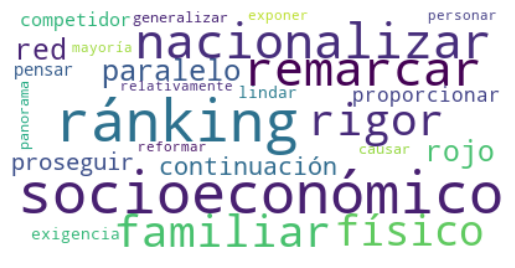 competidor generalizar exponer personar
red mayoría nacionalizar
pensar paralelo remarcar
relativamente lindar proporcionar
panorama ránking rigor
reformar causar rojo
proseguir continuación
socioeconómico
exigencia familiar físico